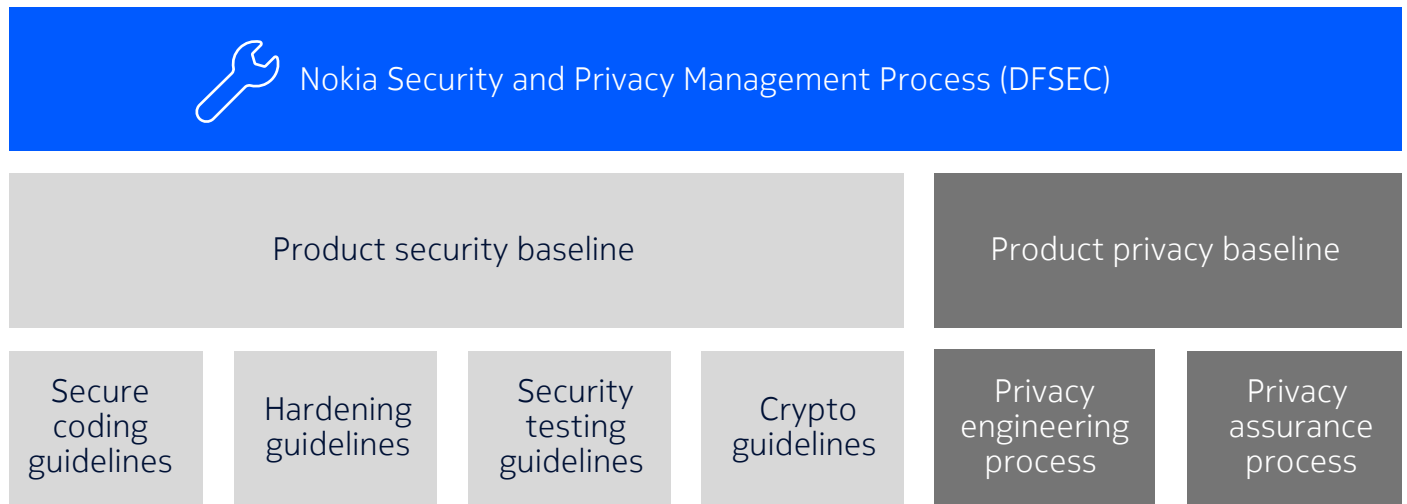 Nokia Security and Privacy Management Process (DFSEC)
Product security baseline
Product privacy baseline
Secure
coding
guidelines
Hardening
guidelines
Security
testing
guidelines
Crypto
guidelines
Privacy
engineering
process
Privacy
assurance
process